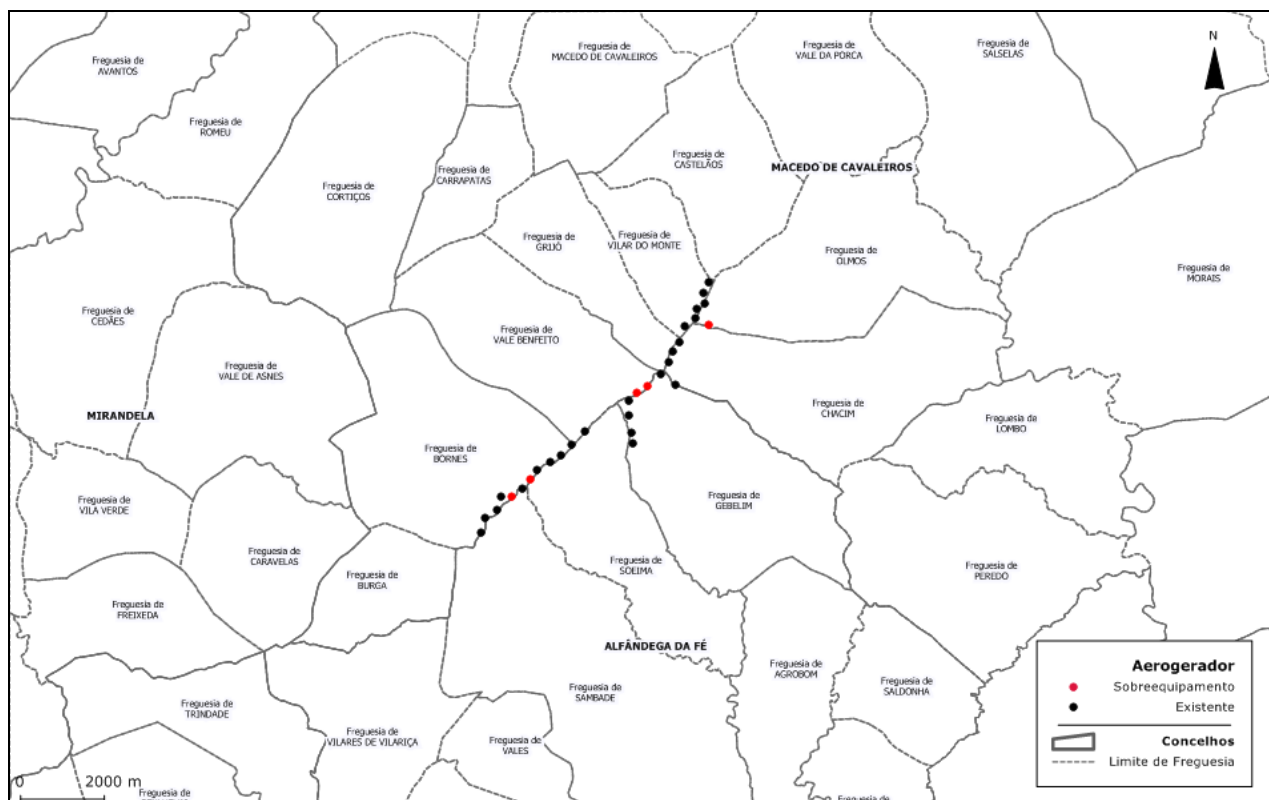 N
Freguesia de
AVANTOS
Freguesia de
ROMEU
Freguesia de
MACEDO DE CAVALEIROS
Freguesia de
VALE DA PORCA
Freguesia de
SALSELAS
Freguesia de
CORTIÇOS
Freguesia de
CARRAPATAS
Freguesia de
CASTELÃOS
MACEDO DE CAVALEIROS
Freguesia de
GRIJÓ
Freguesia de
VILAR DO MONTE
Freguesia de
OLMOS
Freguesia de
MORAIS
Freguesia de
CEDÃES
Freguesia de
VALE BENFEITO
Freguesia de
VALE DE ASNES
MIRANDELA
Freguesia de
CHACIM
Freguesia de
LOMBO
Freguesia de
BORNES
Freguesia de
VILA VERDE
Freguesia de
GEBELIM
Freguesia de
CARAVELAS
Freguesia de
BURGA
Freguesia de
SOEIMA
Freguesia de
PEREDO
Freguesia de
FREIXEDA
ALFÂNDEGA DA FÉ
Freguesia de
AGROBOM
Freguesia de
SALDONHA
Freguesia de
SAMBADE
Freguesia de
TRINDADE
Freguesia de
VILARES DE VILARIÇA
Freguesia de
VALES
Freguesia de
Freguesia de
0 2000 m
Aerogerador
Sobreequipamento
Existente
Concelhos
Limite de Freguesia